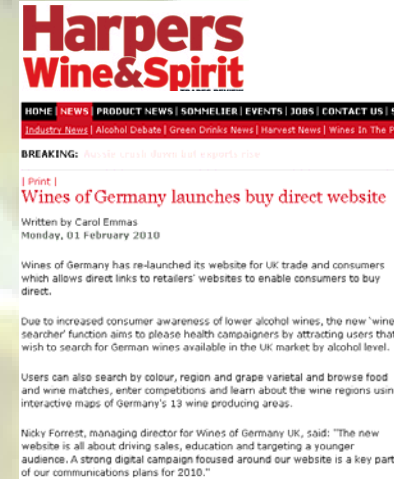 Harpers
Wine&Spirit
HOME | NEWS | PRODUCT NEWS | SOMMELIER | EVENTS | JOBS | CONTACT US | S
Industry News | Alcohol Debate | Green Drinks News | Harvest News | Wines In The P
BREAKING: Aussie crush down but exports rise
| Print |
Wines of Germany launches buy direct website
Written by Carol Emmas
Monday, 01 February 2010
Wines of Germany has re-launched its website for UK trade and consumers
which allows direct links to retailers' websites to enable consumers to buy
direct.
Due to increased consumer awareness of lower alcohol wines, the new 'wine
searcher' function aims to please health campaigners by attracting users that
wish to search for German wines available in the UK market by alcohol level.
Users can also search by colour, region and grape varietal and browse food
and wine matches, enter competitions and learn about the wine regions usin
interactive maps of Germany's 13 wine producing areas.
Nicky Forrest, managing director for Wines of Germany UK, said: "The new
website is all about driving sales, education and targeting a younger
audience. A strong digital campaign focused around our website is a key part
of our communications plans for 2010."